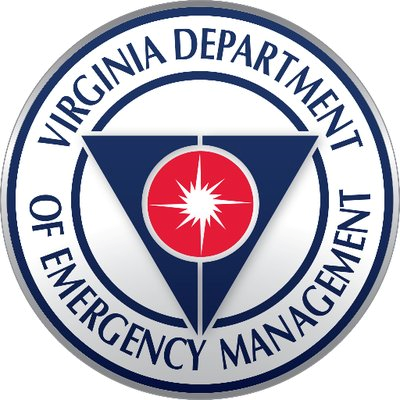 VIRGINIA DEPARTMENT
OF EMERGENCY MANAGEMENT